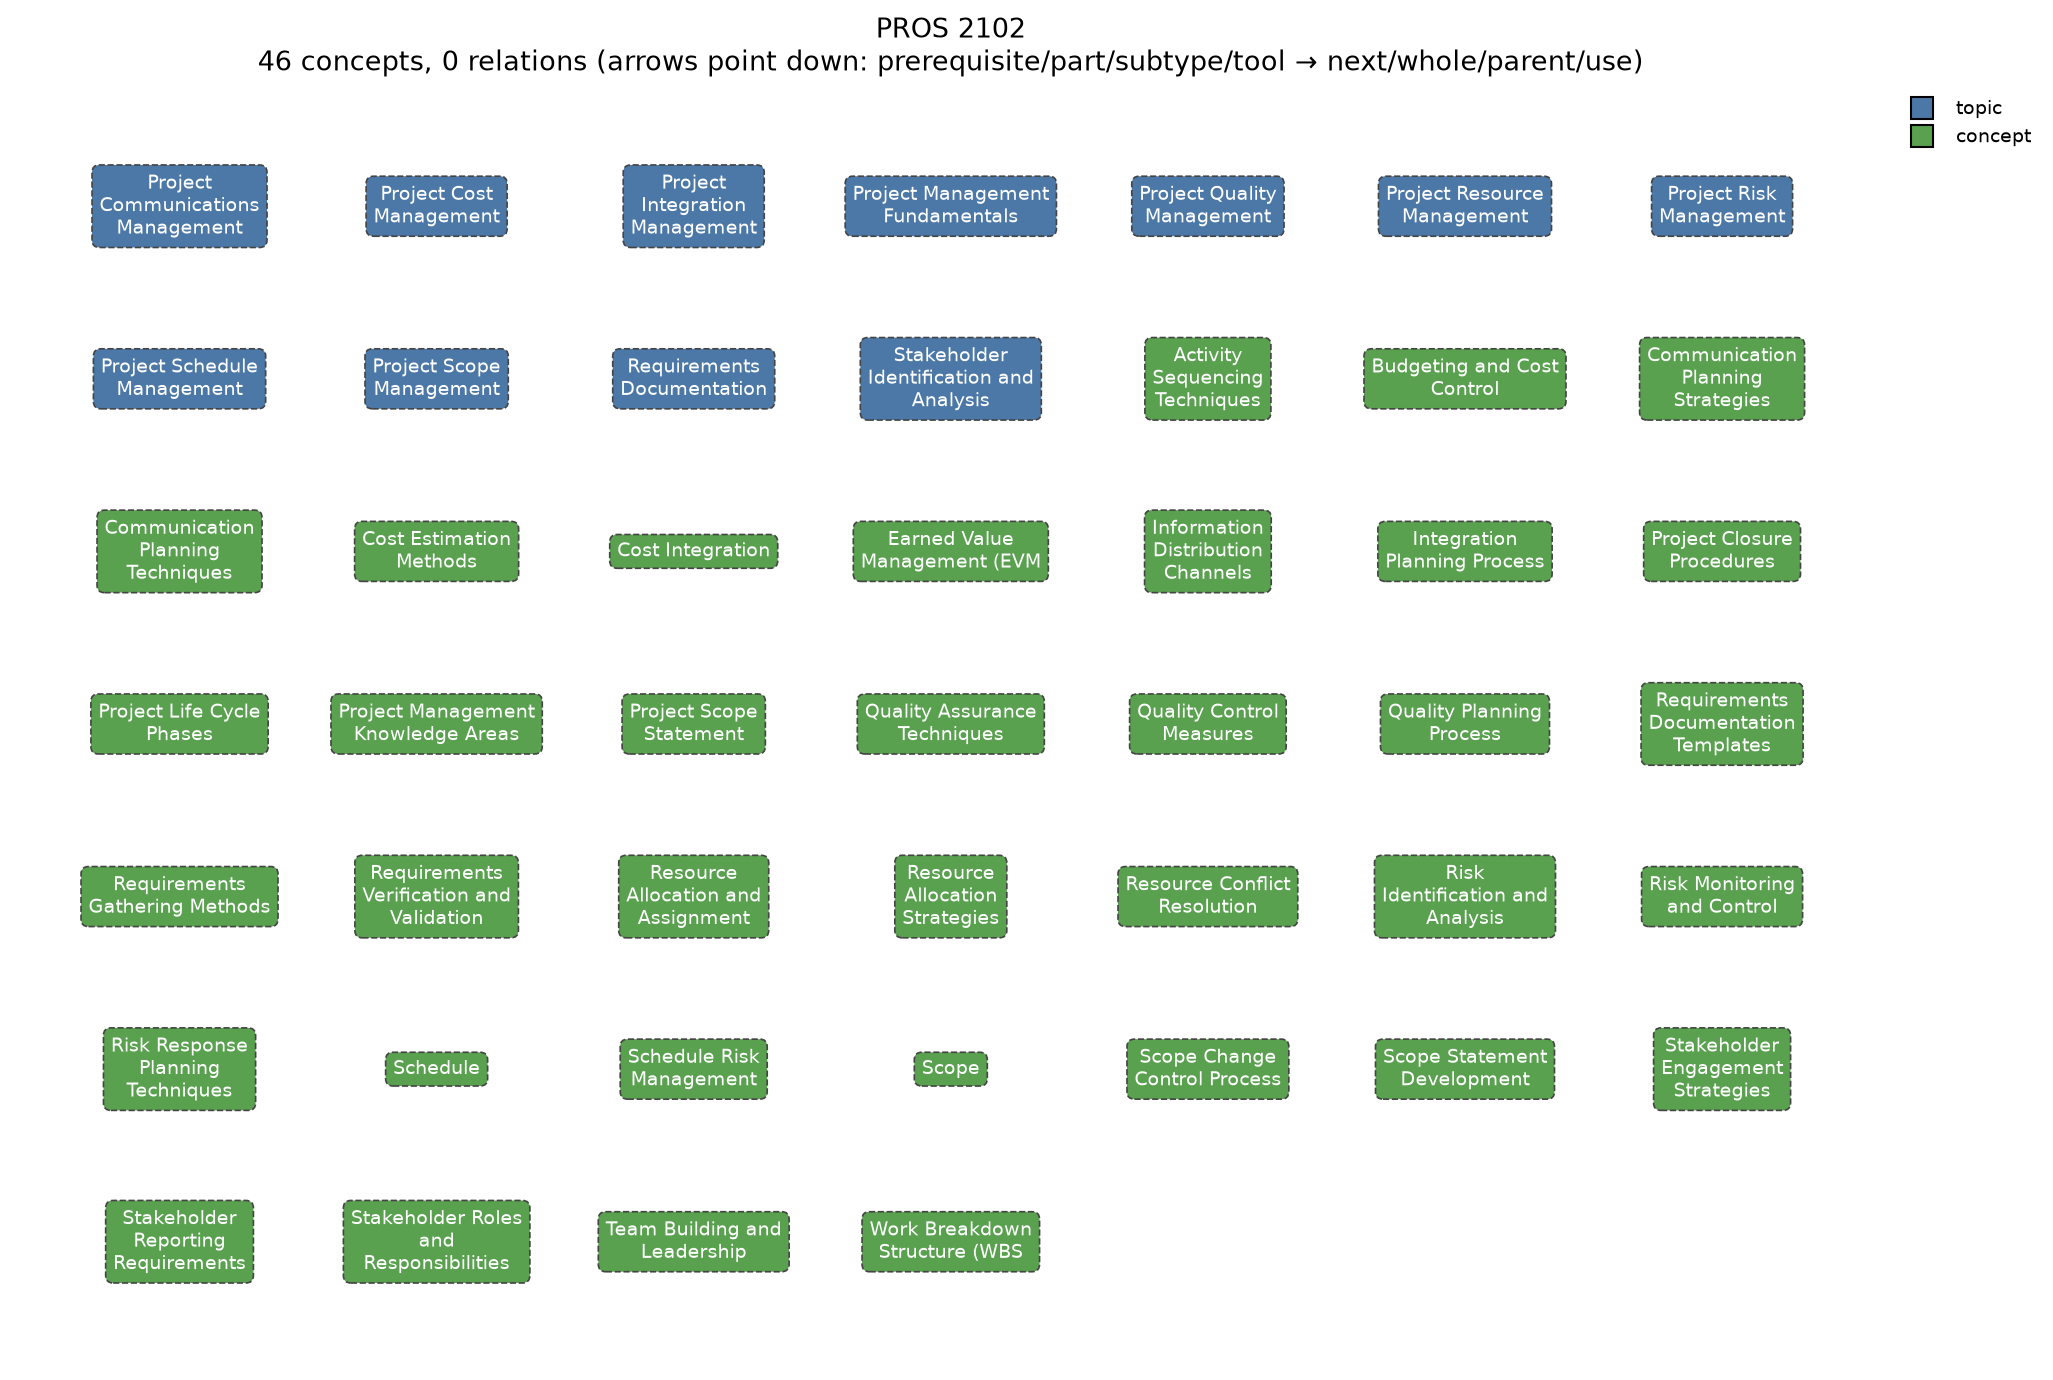 PROS 2102
46 concepts, 0 relations (arrows point down: prerequisite/part/subtype/tool → next/whole/parent/use)
topic
concept
Project
Communications
Management
Project Cost
Management
Project
Integration
Management
Project Management
Fundamentals
Project Quality
Management
Project Resource
Management
Project Risk
Management
Project Schedule
Management
Project Scope
Management
Requirements
Documentation
Stakeholder
Identification and
Analysis
Activity
Sequencing
Techniques
Budgeting and Cost
Control
Communication
Planning
Strategies
Communication
Planning
Techniques
Cost Estimation
Methods
Cost Integration
Earned Value
Management (EVM
Information
Distribution
Channels
Integration
Planning Process
Project Closure
Procedures
Project Life Cycle
Phases
Project Management
Knowledge Areas
Project Scope
Statement
Quality Assurance
Techniques
Quality Control
Measures
Quality Planning
Process
Requirements
Documentation
Templates
Requirements
Gathering Methods
Requirements
Verification and
Validation
Resource
Allocation and
Assignment
Resource
Allocation
Strategies
Resource Conflict
Resolution
Risk
Identification and
Analysis
Risk Monitoring
and Control
Risk Response
Planning
Techniques
Schedule
Schedule Risk
Management
Scope
Scope Change
Control Process
Scope Statement
Development
Stakeholder
Engagement
Strategies
Stakeholder
Reporting
Requirements
Stakeholder Roles
and
Responsibilities
Team Building and
Leadership
Work Breakdown
Structure (WBS